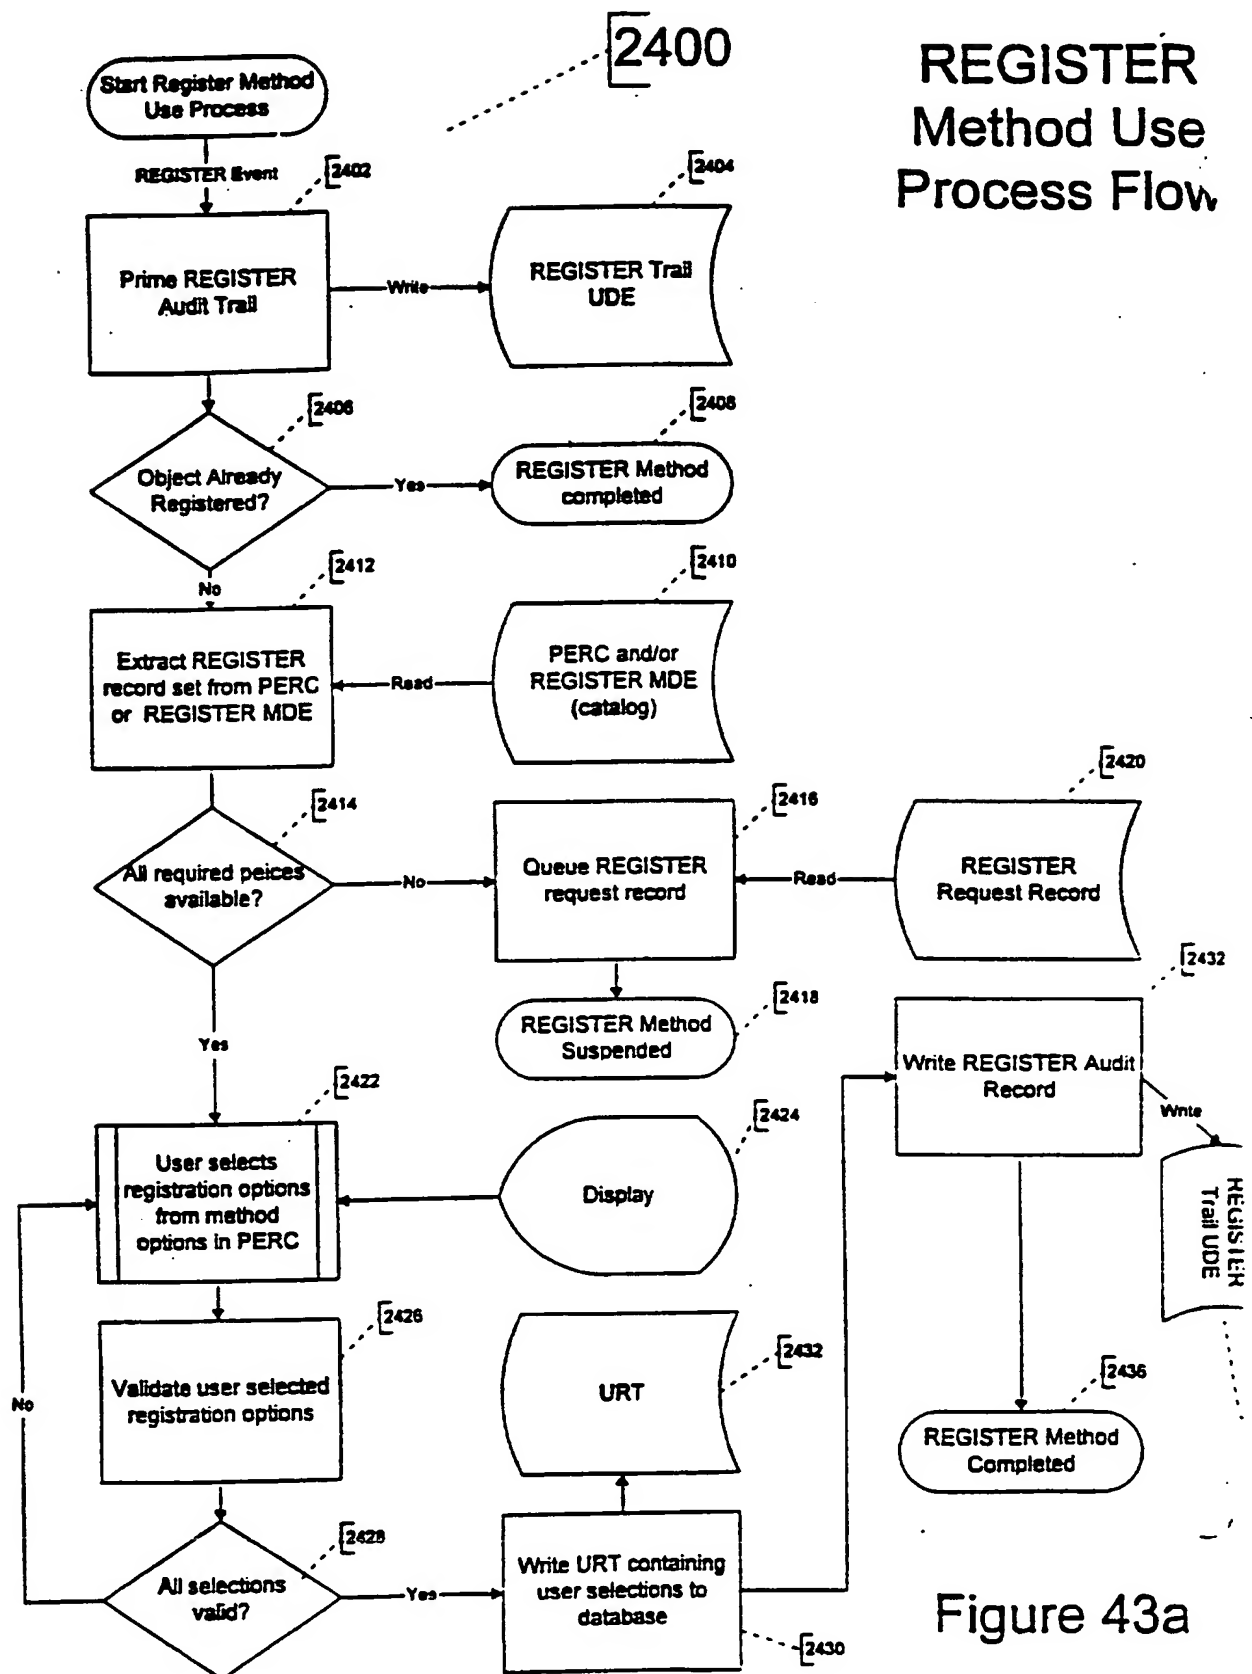 2400
REGISTER
Method Use
Process Flow
Start Register Method
Use Process
REGISTER Event
2402
2404
Prime REGISTER
Audit Trail
Write
REGISTER Trail
UDE
2406
2408
Object Already
Registered?
Yes
REGISTER Method
completed
No
2412
2410
Extract REGISTER
record set from PERC
or REGISTER MDE
Read
PERC and/or
REGISTER MDE
(catalog)
2414
2416
2420
All required peices
available?
No
Queue REGISTER
request record
Read
REGISTER
Request Record
2418
REGISTER Method
Suspended
2432
Write REGISTER Audit
Record
Write
REGISTER
Trail UDE
Yes
2422
2424
User selects
registration options
from method
options in PERC
Display
2426
2432
Validate user selected
registration options
URT
No
2436
REGISTER Method
Completed
2428
All selections
valid?
Yes
Write URT containing
user selections to
database
2430
Figure 43a